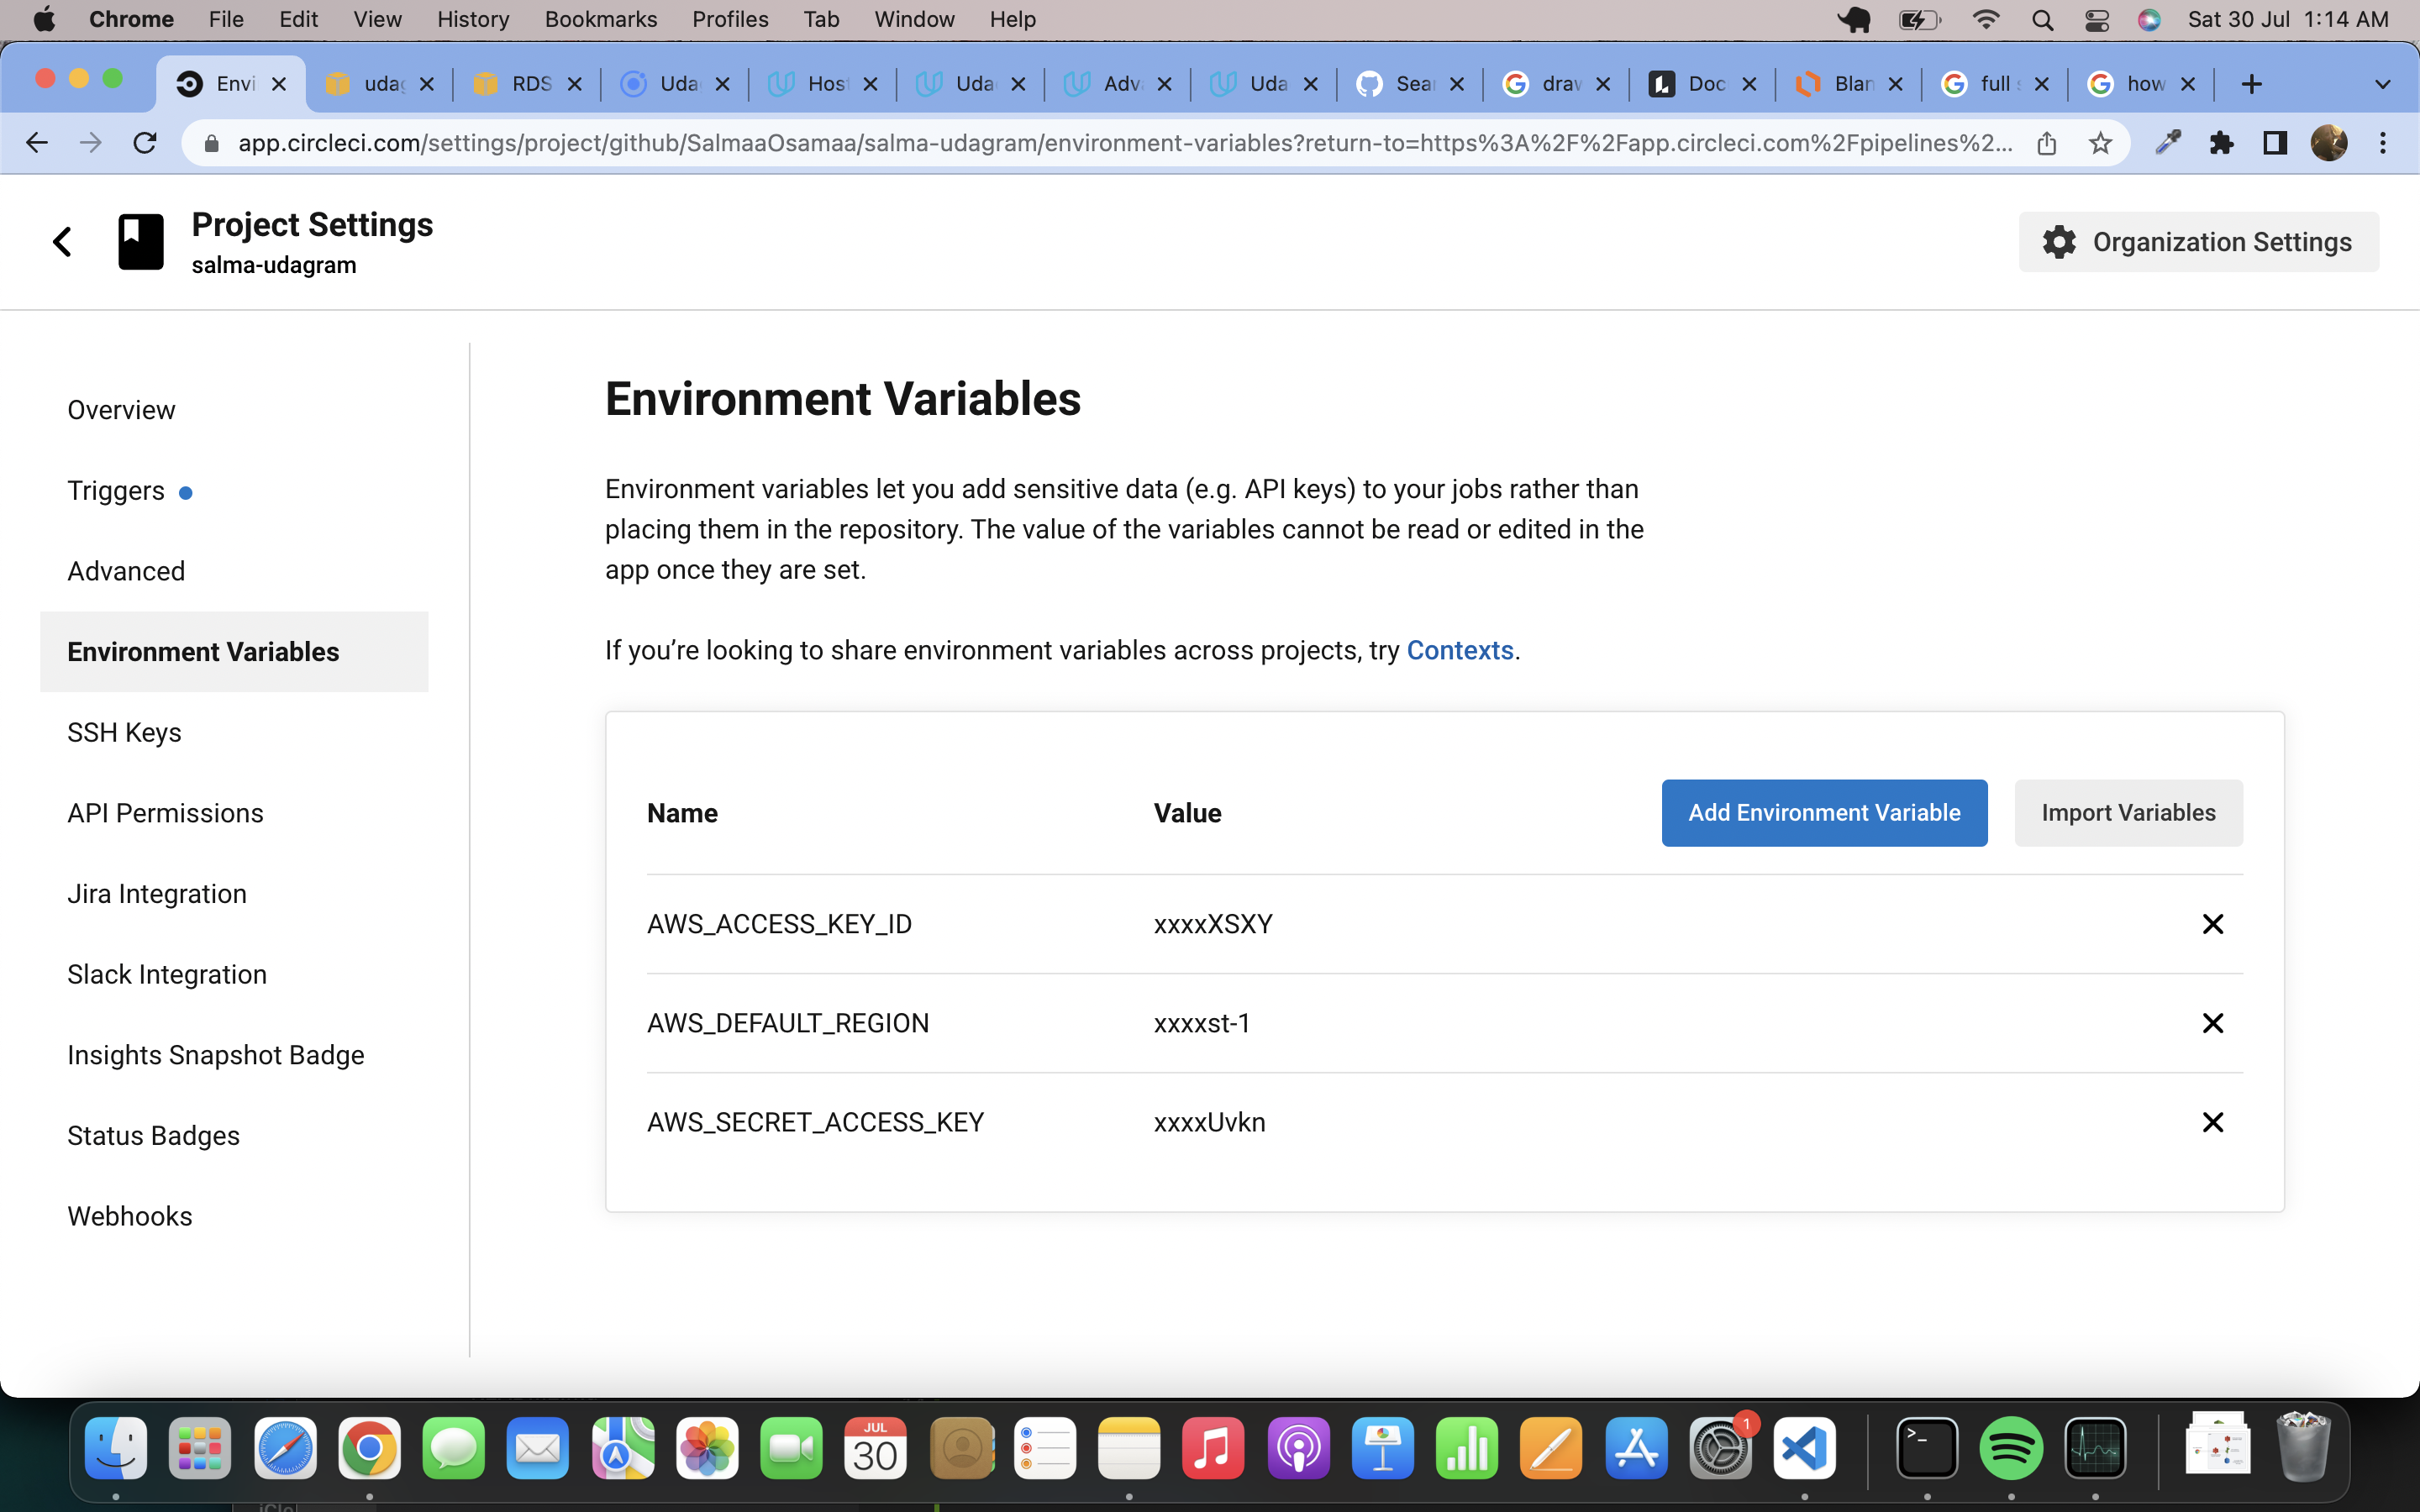 Chrome File Edit View History Bookmarks Profiles Tab Window Help Sat 30 Jul 1:14 AM
Envi udag RDS Uda Host Uda Adva Uda Sear draw Doc Blan full s how
app.circleci.com/settings/project/github/SalmaaOsamaa/salma-udagram/environment-variables?return-to=https%3A%2F%2Fapp.circleci.com%2Fpipelines%2...
Project Settings
salma-udagram
Organization Settings
Overview
Triggers
Advanced
Environment Variables
SSH Keys
API Permissions
Jira Integration
Slack Integration
Insights Snapshot Badge
Status Badges
Webhooks
Environment Variables
Environment variables let you add sensitive data (e.g. API keys) to your jobs rather than
placing them in the repository. The value of the variables cannot be read or edited in the
app once they are set.
If you’re looking to share environment variables across projects, try Contexts.
Name Value Add Environment Variable Import Variables
AWS_ACCESS_KEY_ID xxxxXSXY
AWS_DEFAULT_REGION xxxxst-1
AWS_SECRET_ACCESS_KEY xxxxUvkn
JUL
30
1